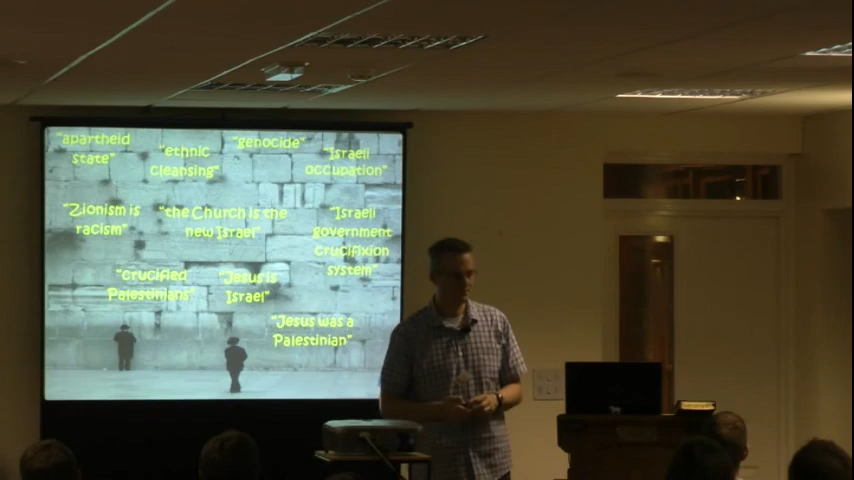 "apartheid
state"
"ethnic
cleansing"
"genocide"
"Israeli
occupation"
"Zionism is
racism"
"the Church is the
new Israel"
"Israeli
government
crucifixion
system"
"crucified
Palestinians"
"Jesus is
Israel"
"Jesus was a
Palestinian"